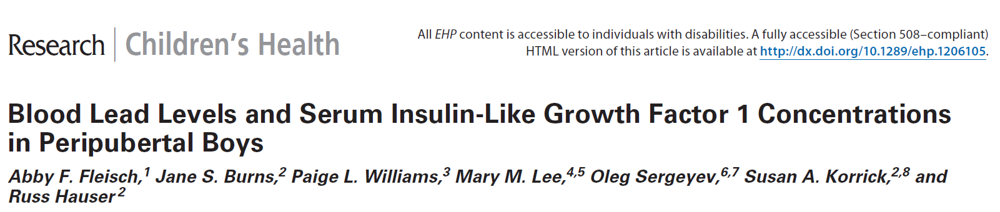 Research | Children's Health
All EHP content is accessible to individuals with disabilities. A fully accessible (Section 508–compliant)
HTML version of this article is available at http://dx.doi.org/10.1289/ehp.1206105.
Blood Lead Levels and Serum Insulin-Like Growth Factor 1 Concentrations
in Peripubertal Boys
Abby F. Fleisch,1 Jane S. Burns,2 Paige L. Williams,3 Mary M. Lee,4,5 Oleg Sergeyev,6,7 Susan A. Korrick,2,8 and
Russ Hauser2